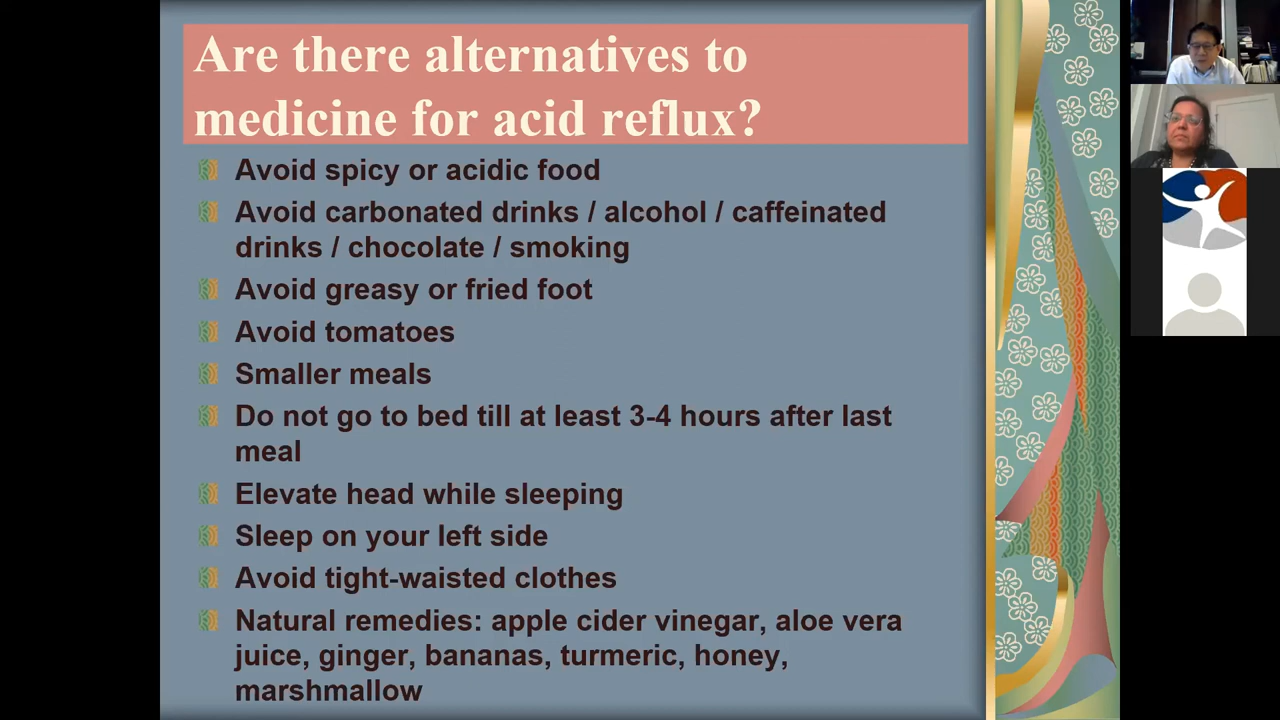 Are there alternatives to
medicine for acid reflux?
Avoid spicy or acidic food
Avoid carbonated drinks / alcohol / caffeinated
drinks / chocolate / smoking
Avoid greasy or fried foot
Avoid tomatoes
Smaller meals
Do not go to bed till at least 3-4 hours after last
meal
Elevate head while sleeping
Sleep on your left side
Avoid tight-waisted clothes
Natural remedies: apple cider vinegar, aloe vera
juice, ginger, bananas, turmeric, honey,
marshmallow